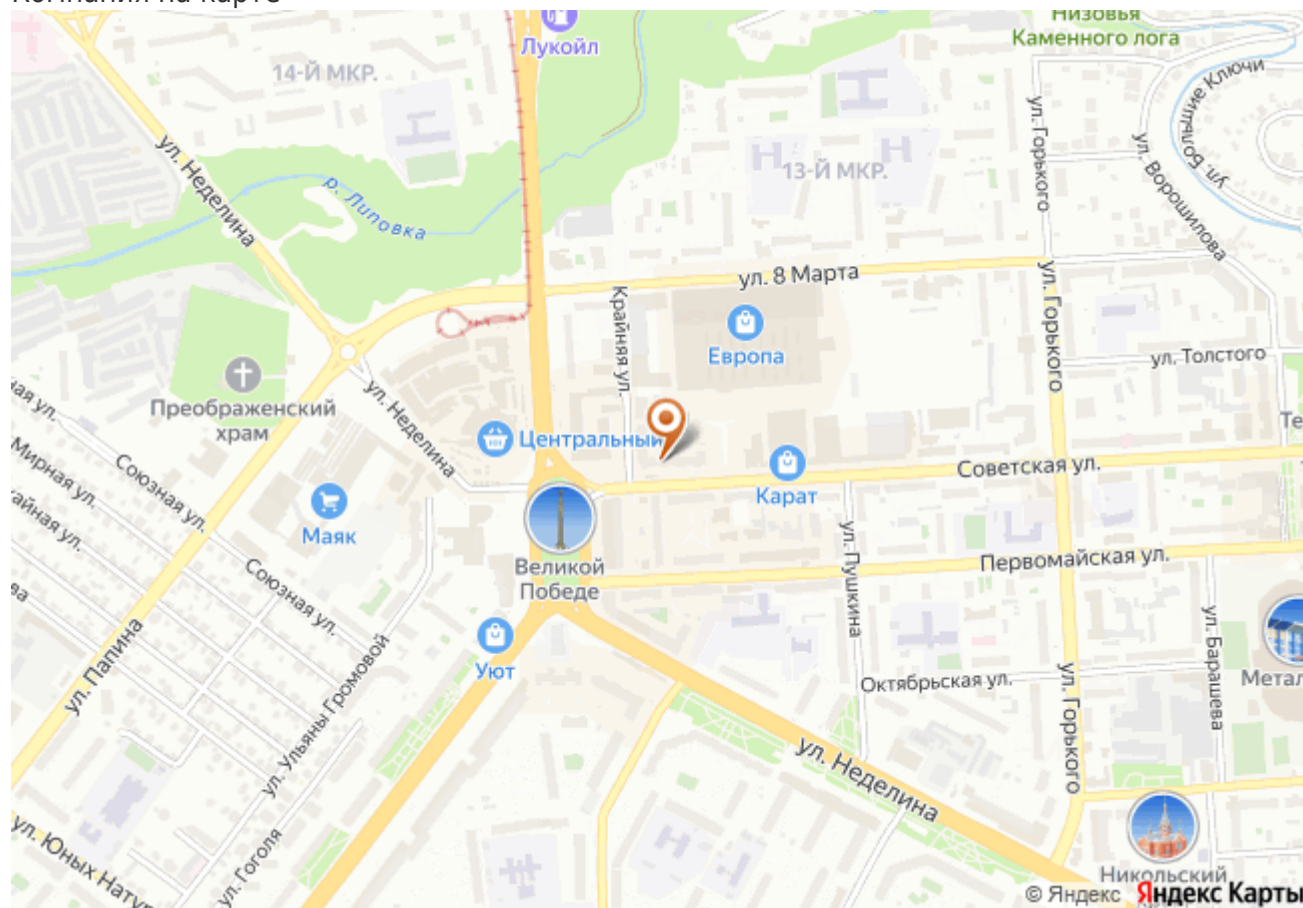 Компания на карте
Лукойл
Низовья
Каменного лога
14-Й МКР.
ул. Неделина
р. Липовка
13-Й МКР.
ул. Горького
ул. Ворошилова
ул. Большие Ключи
ул. 8 Марта
Крайняя ул.
Европа
ул. Горького
ул. Толстого
Преображенский
храм
ул. Неделина
Центральный
Карат
Советская ул.
Мирная ул.
Союзная ул.
Маяк
Великой
Победе
ул. Пушкина
Первомайская ул.
Союзная ул.
ул. Папина
ул. Ульяны Громовой
Уют
Октябрьская ул.
ул. Барашева
ул. Горького
ул. Неделина
ул. Гоголя
Никольский
© Яндекс Яндекс Карты